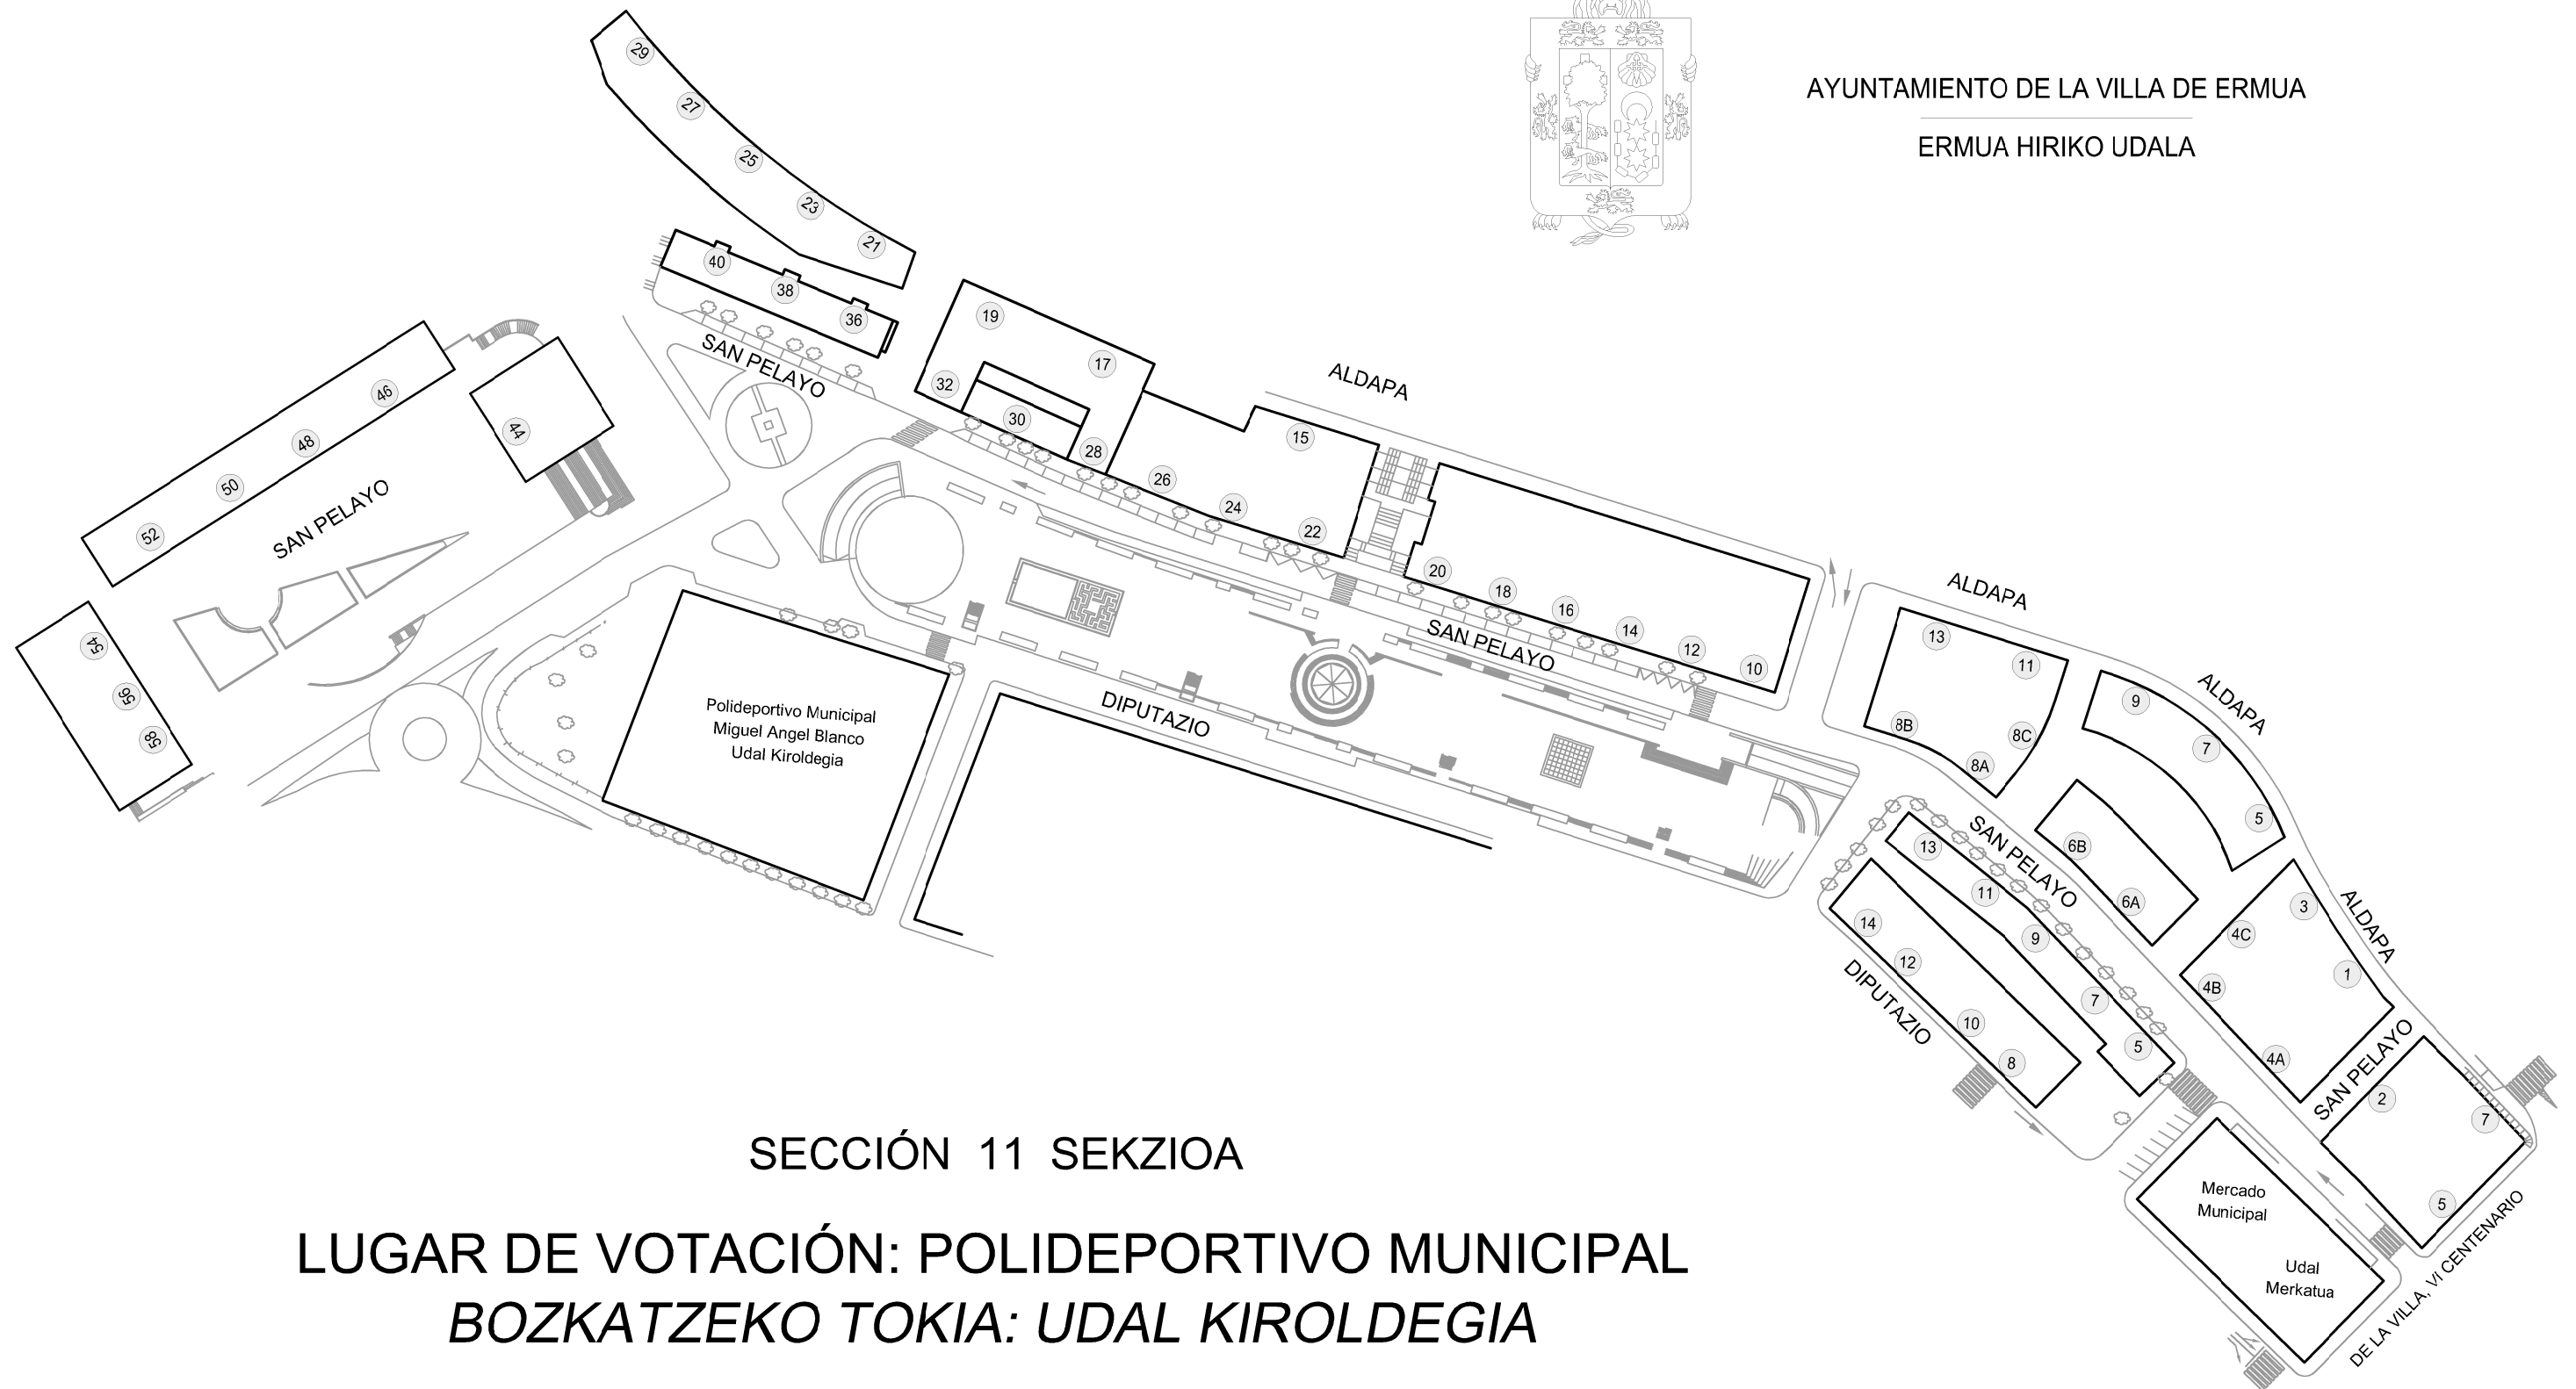 AYUNTAMIENTO DE LA VILLA DE ERMUA
ERMUA HIRIKO UDALA
29
27
25
23
21
40
38
36
SAN PELAYO
19
17
32
30
28
26
24
22
15
ALDAPA
46
48
50
52
44
SAN PELAYO
54
56
58
20
18
16
14
12
10
SAN PELAYO
DIPUTAZIO
Polideportivo Municipal
Miguel Angel Blanco
Udal Kiroldegia
ALDAPA
13
11
8B
8C
8A
ALDAPA
9
7
5
6B
6A
SAN PELAYO
13
11
9
7
5
14
12
10
8
DIPUTAZIO
ALDAPA
3
4C
1
4B
4A
SAN PELAYO
2
7
5
Mercado
Municipal
Udal
Merkatua
DE LA VILLA, VI CENTENARIO
SECCIÓN 11 SEKZIOA
LUGAR DE VOTACIÓN: POLIDEPORTIVO MUNICIPAL
BOZKATZEKO TOKIA: UDAL KIROLDEGIA